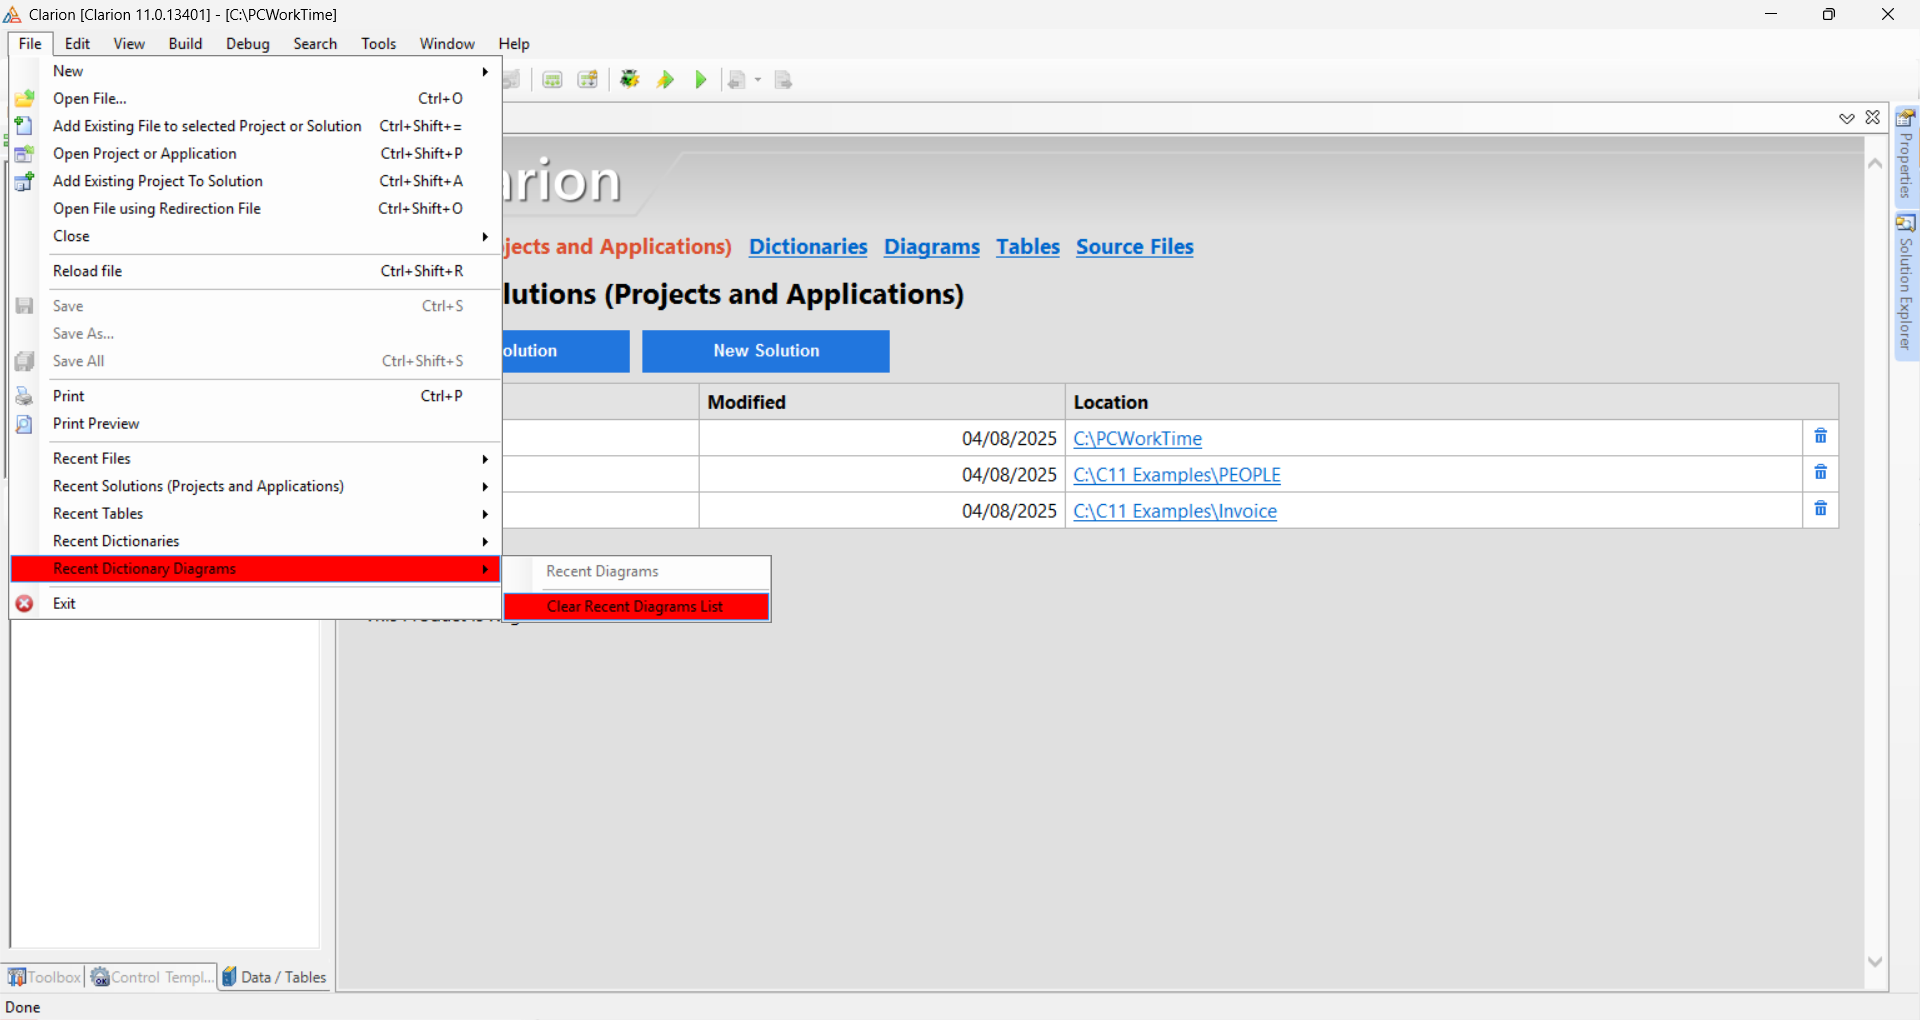 Clarion [Clarion 11.0.13401] - [C:\PCWorkTime]
File Edit View Build Debug Search Tools Window Help
New
Open File... Ctrl+O
Add Existing File to selected Project or Solution Ctrl+Shift+=
Open Project or Application Ctrl+Shift+P
Add Existing Project To Solution Ctrl+Shift+A
Open File using Redirection File Ctrl+Shift+O
Close
Reload file Ctrl+Shift+R
Save Ctrl+S
Save As...
Save All Ctrl+Shift+S
Print Ctrl+P
Print Preview
Recent Files
Recent Solutions (Projects and Applications)
Recent Tables
Recent Dictionaries
Recent Dictionary Diagrams
Exit
Recent Diagrams
Clear Recent Diagrams List
arion
jects and Applications) Dictionaries Diagrams Tables Source Files
lutions (Projects and Applications)
olution New Solution
Modified Location
04/08/2025 C:\PCWorkTime
04/08/2025 C:\C11 Examples\PEOPLE
04/08/2025 C:\C11 Examples\Invoice
Properties
Solution Explorer
Toolbox Control Templ... Data / Tables
Done